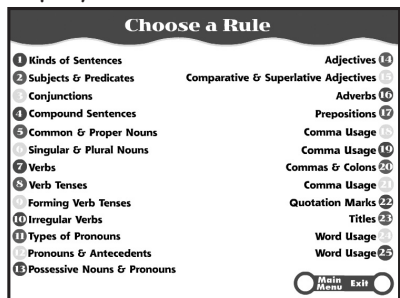 Choose a Rule
1 Kinds of Sentences
2 Subjects & Predicates
3 Conjunctions
4 Compound Sentences
5 Common & Proper Nouns
6 Singular & Plural Nouns
7 Verbs
8 Verb Tenses
9 Forming Verb Tenses
10 Irregular Verbs
11 Types of Pronouns
12 Pronouns & Antecedents
13 Possessive Nouns & Pronouns
Adjectives 14
Comparative & Superlative Adjectives 15
Adverbs 16
Prepositions 17
Comma Usage 18
Comma Usage 19
Commas & Colons 20
Comma Usage 21
Quotation Marks 22
Titles 23
Word Usage 24
Word Usage 25
Main Menu Exit